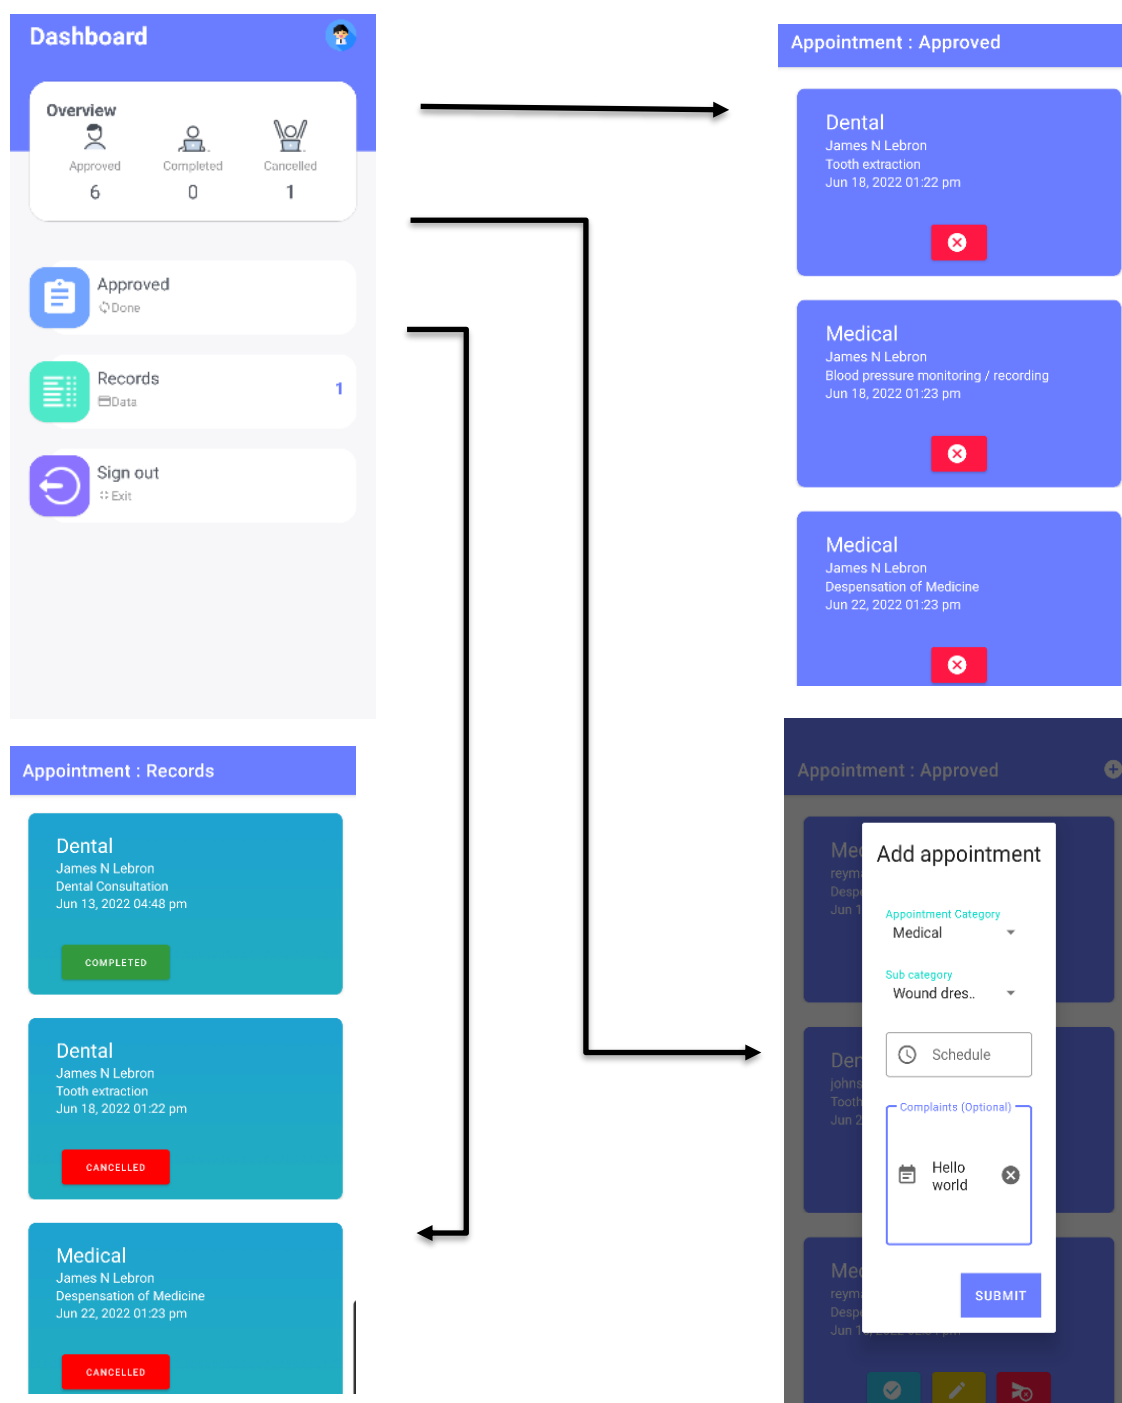 Dashboard
Overview
Approved
Completed
Cancelled
6
0
1
Approved
Done
Records
Data
1
Sign out
Exit
Appointment : Approved
Dental
James N Lebron
Tooth extraction
Jun 18, 2022 01:22 pm
Medical
James N Lebron
Blood pressure monitoring / recording
Jun 18, 2022 01:23 pm
Medical
James N Lebron
Despensation of Medicine
Jun 22, 2022 01:23 pm
Appointment : Records
Dental
James N Lebron
Dental Consultation
Jun 13, 2022 04:48 pm
COMPLETED
Dental
James N Lebron
Tooth extraction
Jun 18, 2022 01:22 pm
CANCELLED
Medical
James N Lebron
Despensation of Medicine
Jun 22, 2022 01:23 pm
CANCELLED
Appointment : Approved
Add appointment
Appointment Category
Medical
Sub category
Wound dres..
Schedule
Complaints (Optional)
Hello
world
SUBMIT